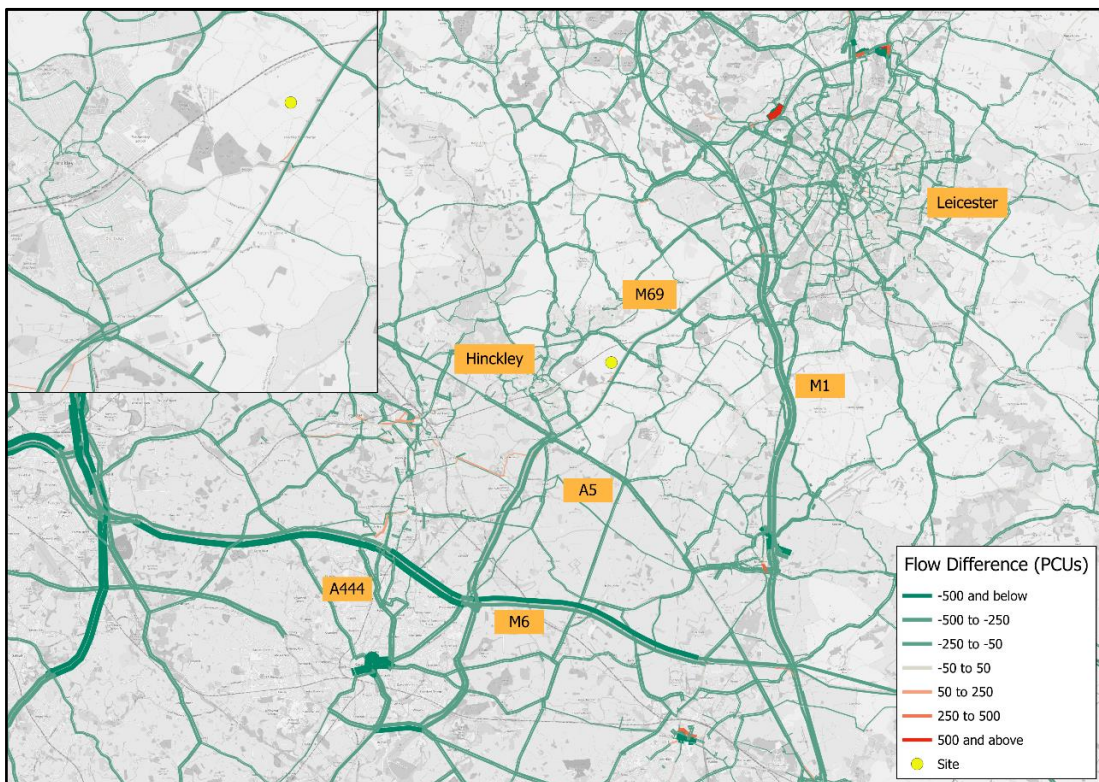 Leicester
M69
Hinckley
M1
A5
A444
M6
Flow Difference (PCUs)
-500 and below
-500 to -250
-250 to -50
-50 to 50
50 to 250
250 to 500
500 and above
Site